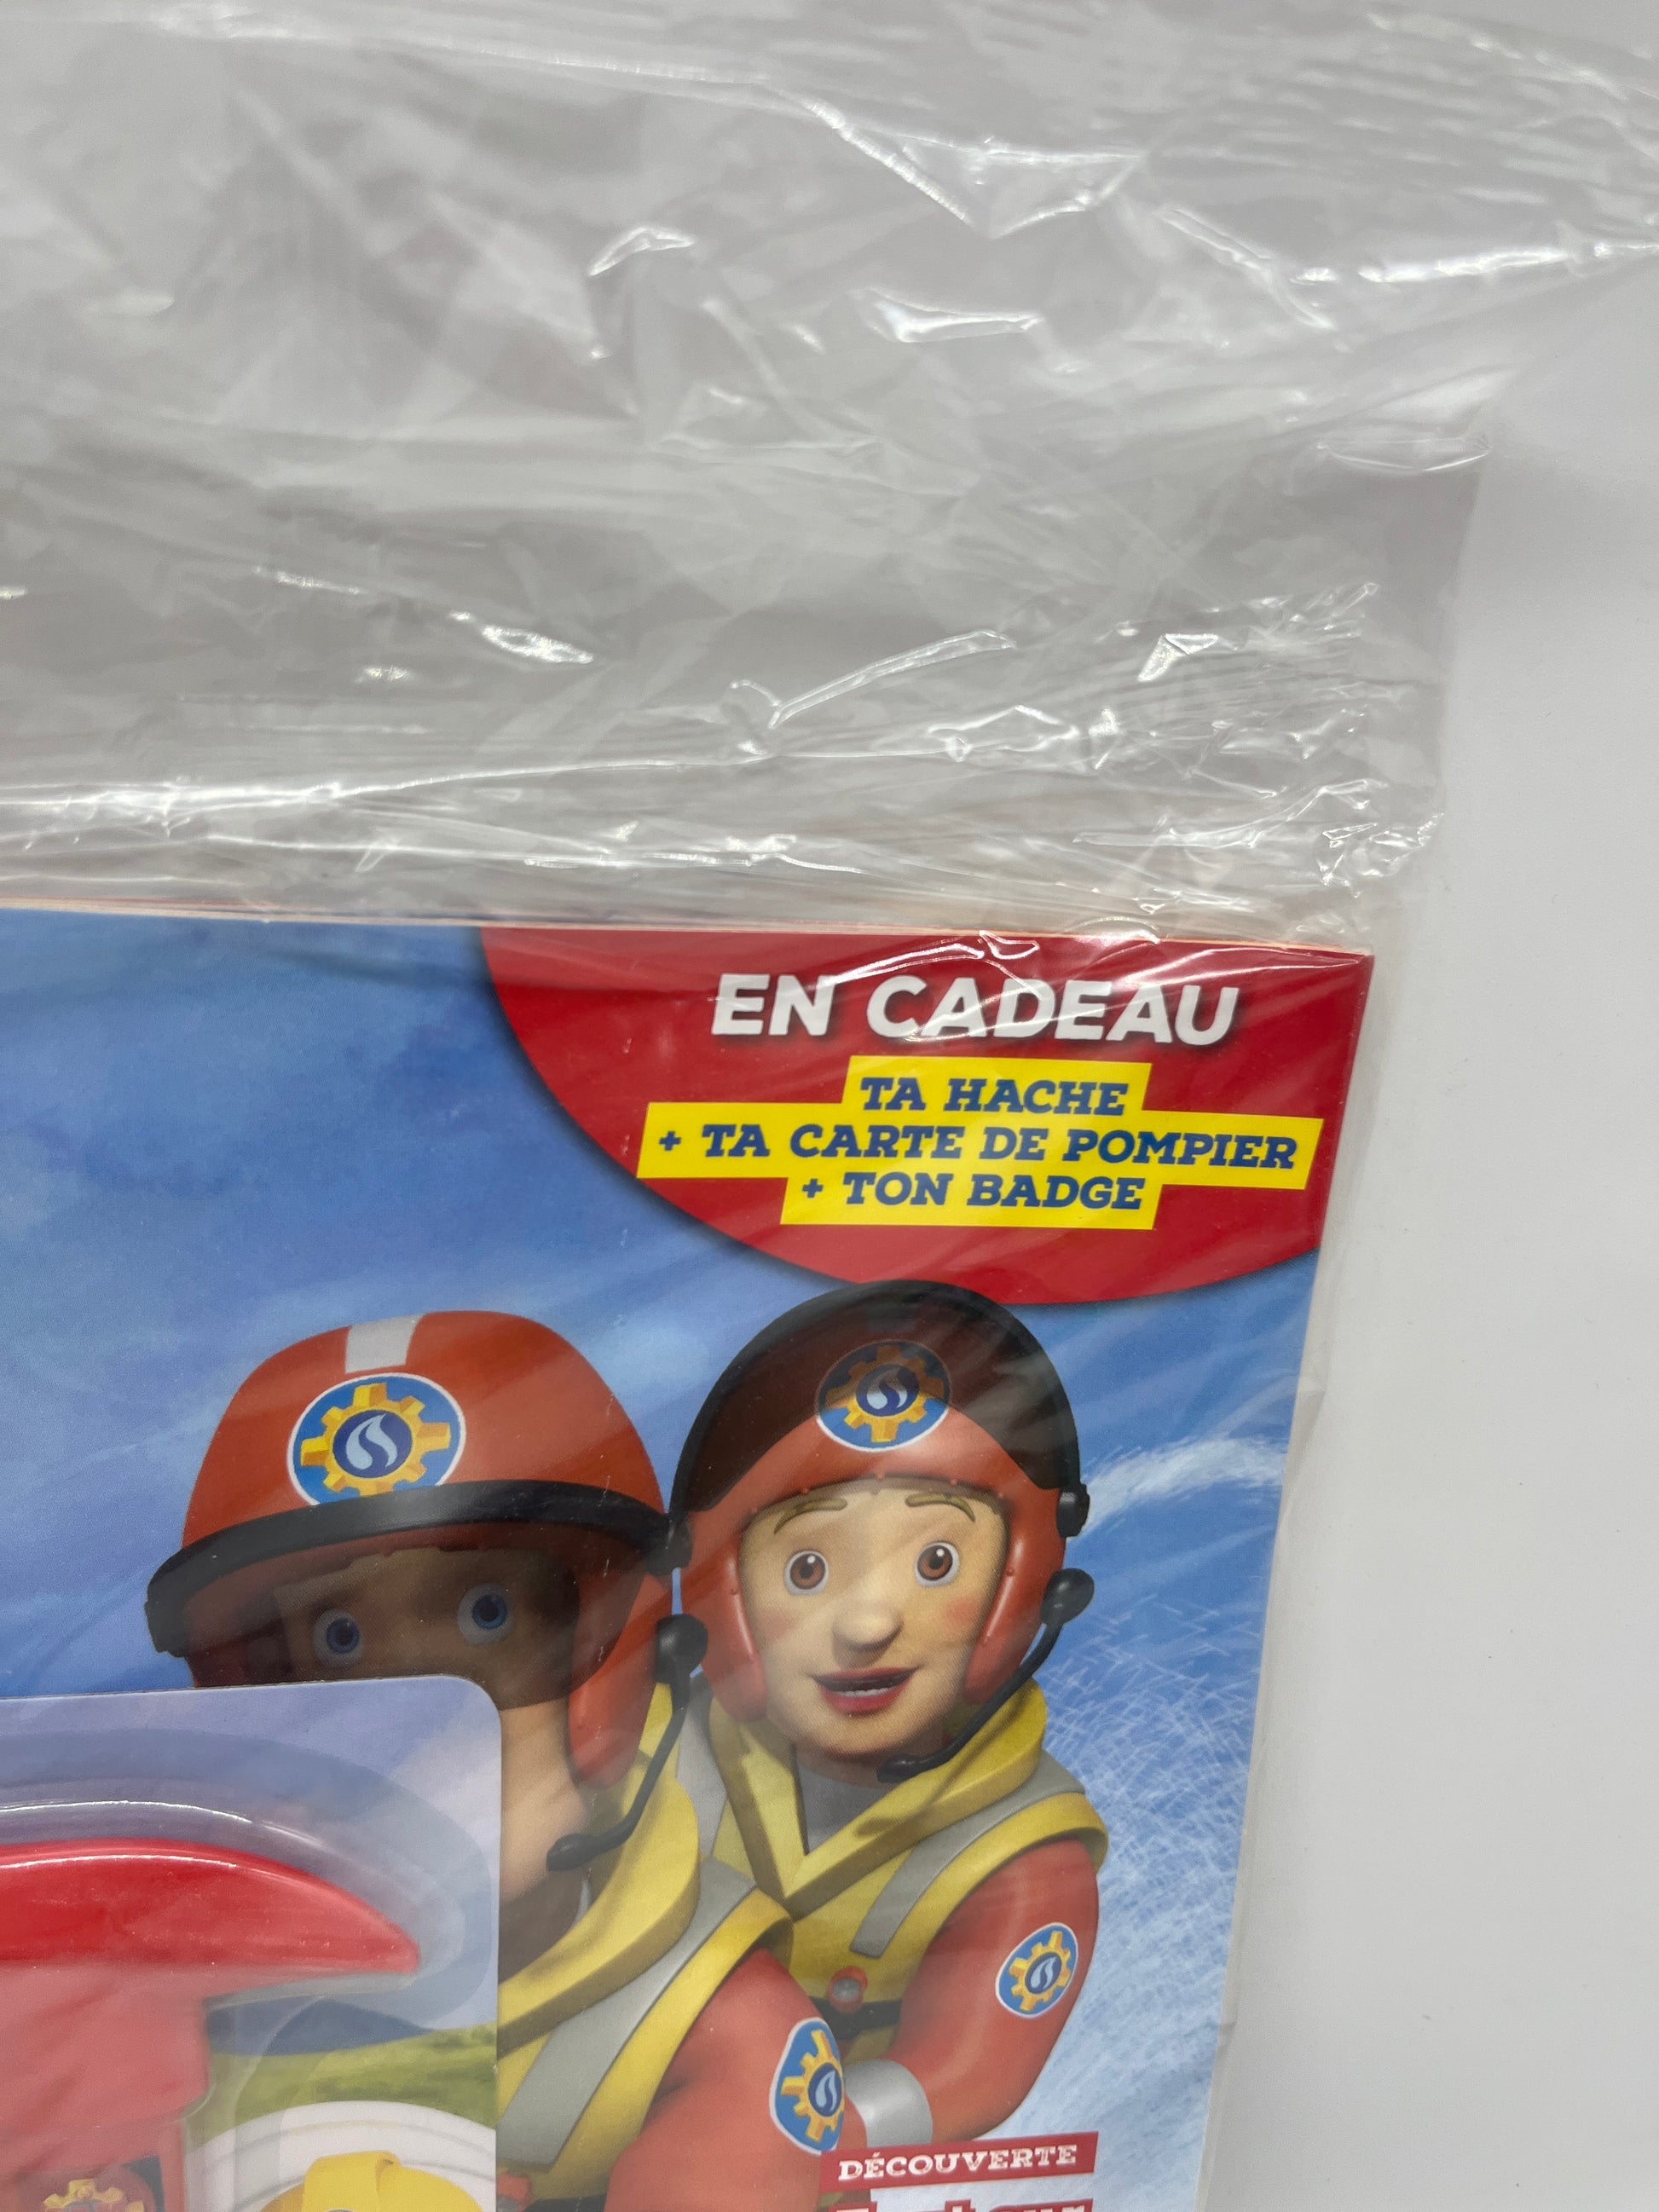 EN CADEAU
TA HACHE
+ TA CARTE DE POMPIER
+ TON BADGE
DÉCOUVERTE